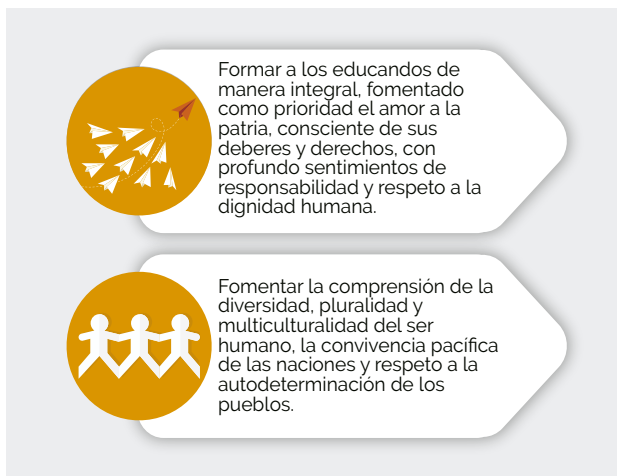 Formar a los educandos de
manera integral, fomentado
como prioridad el amor a la
patria, consciente de sus
deberes y derechos, con
profundo sentimientos de
responsabilidad y respeto a la
dignidad humana.
Fomentar la comprensión de la
diversidad, pluralidad y
multiculturalidad del ser
humano, la convivencia pacífica
de las naciones y respeto a la
autodeterminación de los
pueblos.